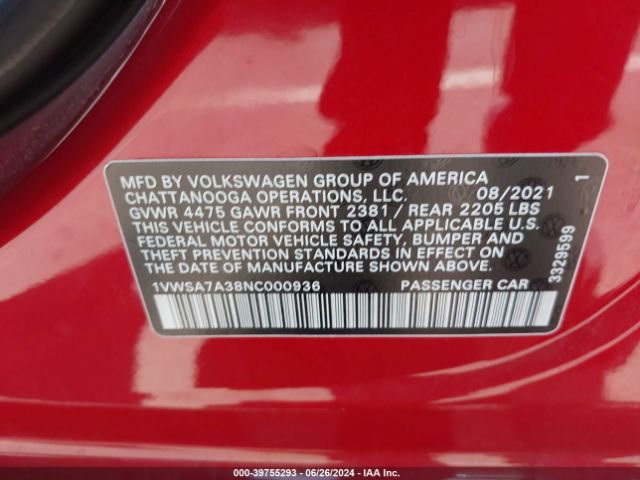 MFD BY VOLKSWAGEN GROUP OF AMERICA
CHATTANOOGA OPERATIONS, LLC. 08/2021 1
GVWR 4475 GAWR FRONT 2381 / REAR 2205 LBS
THIS VEHICLE CONFORMS TO ALL APPLICABLE U.S.
FEDERAL MOTOR VEHICLE SAFETY, BUMPER AND
THEFT PREVENTION STANDARDS IN EFFECT ON THE
DATE OF MANUFACTURE SHOWN ABOVE.
3329599
1VWSA7A38NC000936 PASSENGER CAR
000-39755293 - 06/26/2024 - IAAI.COM